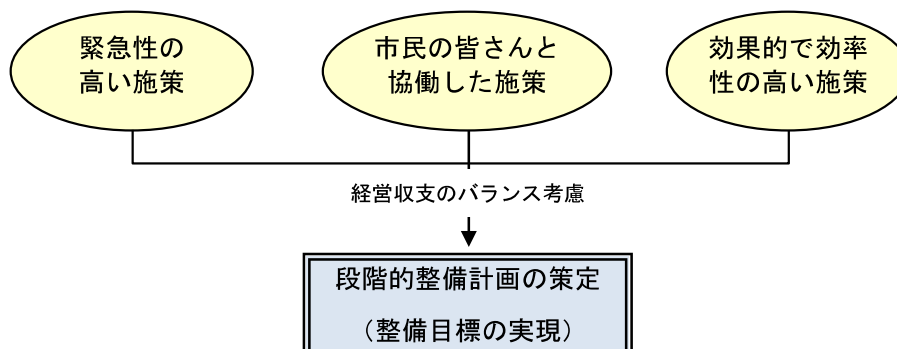 緊急性の
高い施策
市民の皆さんと
協働した施策
効果的で効率
性の高い施策
経営収支のバランス考慮
段階的整備計画の策定
（整備目標の実現）